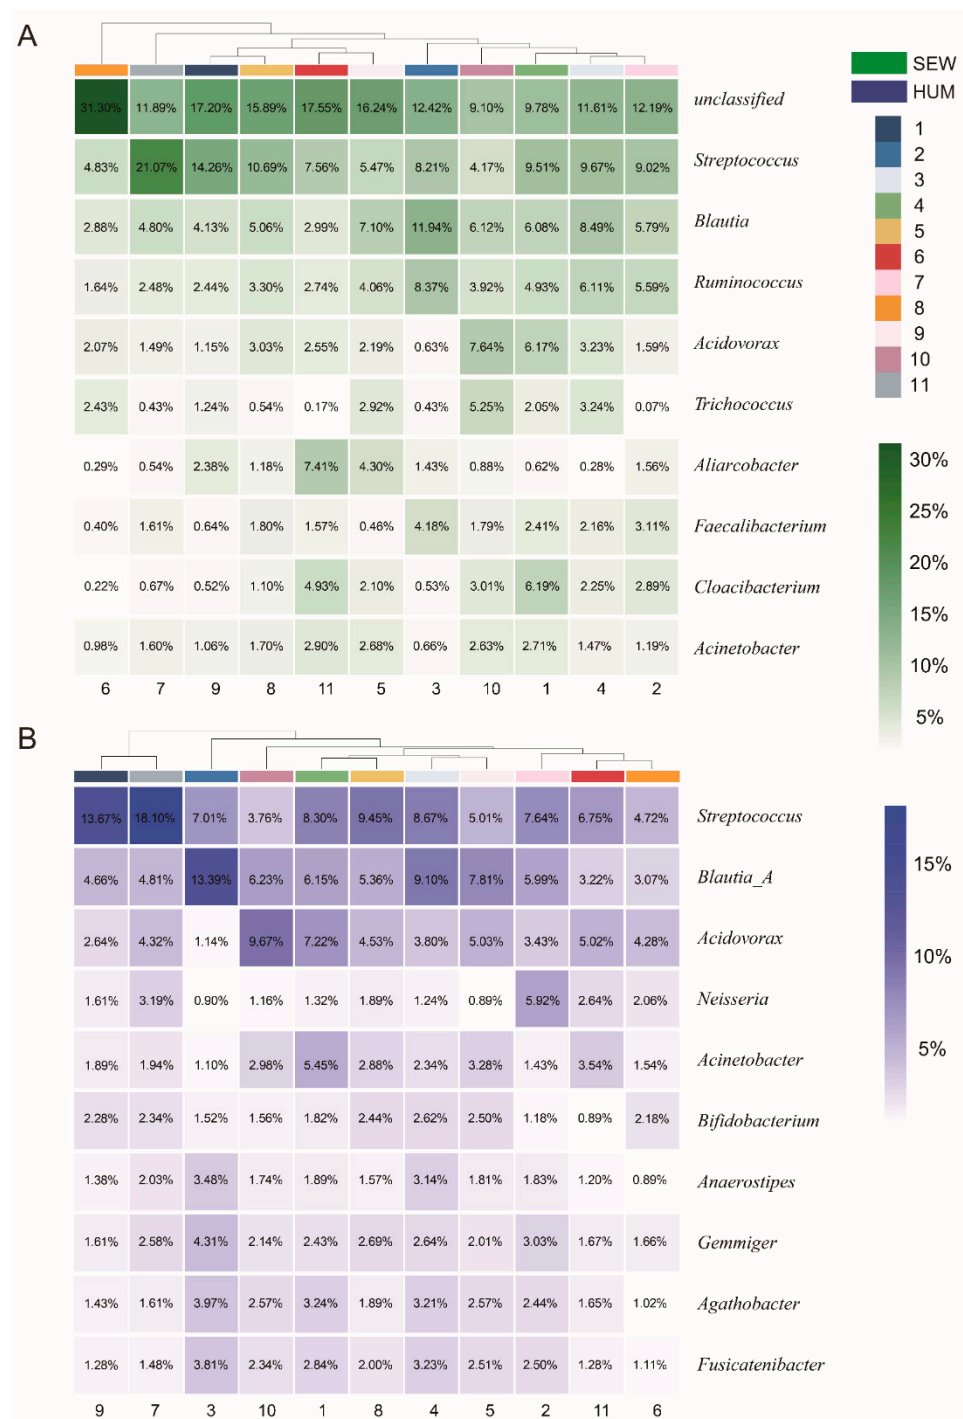 A
SEW
HUM
1
2
3
4
5
6
7
8
9
10
11
31.30% 11.89% 17.20% 15.89% 17.55% 16.24% 12.42% 9.10% 9.78% 11.61% 12.19% unclassified
4.83% 21.07% 14.26% 10.69% 7.56% 5.47% 8.21% 4.17% 9.51% 9.67% 9.02% Streptococcus
2.88% 4.80% 4.13% 5.06% 2.99% 7.10% 11.94% 6.12% 6.08% 8.49% 5.79% Blautia
1.64% 2.48% 2.44% 3.30% 2.74% 4.06% 8.37% 3.92% 4.93% 6.11% 5.59% Ruminococcus
2.07% 1.49% 1.15% 3.03% 2.55% 2.19% 0.63% 7.64% 6.17% 3.23% 1.59% Acidovorax
2.43% 0.43% 1.24% 0.54% 0.17% 2.92% 0.43% 5.25% 2.05% 3.24% 0.07% Trichococcus
0.29% 0.54% 2.38% 1.18% 7.41% 4.30% 1.43% 0.88% 0.62% 0.28% 1.56% Aliarcobacter
0.40% 1.61% 0.64% 1.80% 1.57% 0.46% 4.18% 1.79% 2.41% 2.16% 3.11% Faecalibacterium
0.22% 0.67% 0.52% 1.10% 4.93% 2.10% 0.53% 3.01% 6.19% 2.25% 2.89% Cloacibacterium
0.98% 1.60% 1.06% 1.70% 2.90% 2.68% 0.66% 2.63% 2.71% 1.47% 1.19% Acinetobacter
6 7 9 8 11 5 3 10 1 4 2
30%
25%
20%
15%
10%
5%
B
13.67% 18.10% 7.01% 3.76% 8.30% 9.45% 8.67% 5.01% 7.64% 6.75% 4.72% Streptococcus
4.66% 4.81% 13.39% 6.23% 6.15% 5.36% 9.10% 7.81% 5.99% 3.22% 3.07% Blautia_A
2.64% 4.32% 1.14% 9.67% 7.22% 4.53% 3.80% 5.03% 3.43% 5.02% 4.28% Acidovorax
1.61% 3.19% 0.90% 1.16% 1.32% 1.89% 1.24% 0.89% 5.92% 2.64% 2.06% Neisseria
1.89% 1.94% 1.10% 2.98% 5.45% 2.88% 2.34% 3.28% 1.43% 3.54% 1.54% Acinetobacter
2.28% 2.34% 1.52% 1.56% 1.82% 2.44% 2.62% 2.50% 1.18% 0.89% 2.18% Bifidobacterium
1.38% 2.03% 3.48% 1.74% 1.89% 1.57% 3.14% 1.81% 1.83% 1.20% 0.89% Anaerostipes
1.61% 2.58% 4.31% 2.14% 2.43% 2.69% 2.64% 2.01% 3.03% 1.67% 1.66% Gemmiger
1.43% 1.61% 3.97% 2.57% 3.24% 1.89% 3.21% 2.57% 2.44% 1.65% 1.02% Agathobacter
1.28% 1.48% 3.81% 2.34% 2.84% 2.00% 3.23% 2.51% 2.50% 1.28% 1.11% Fusicatenibacter
9 7 3 10 1 8 4 5 2 11 6
15%
10%
5%